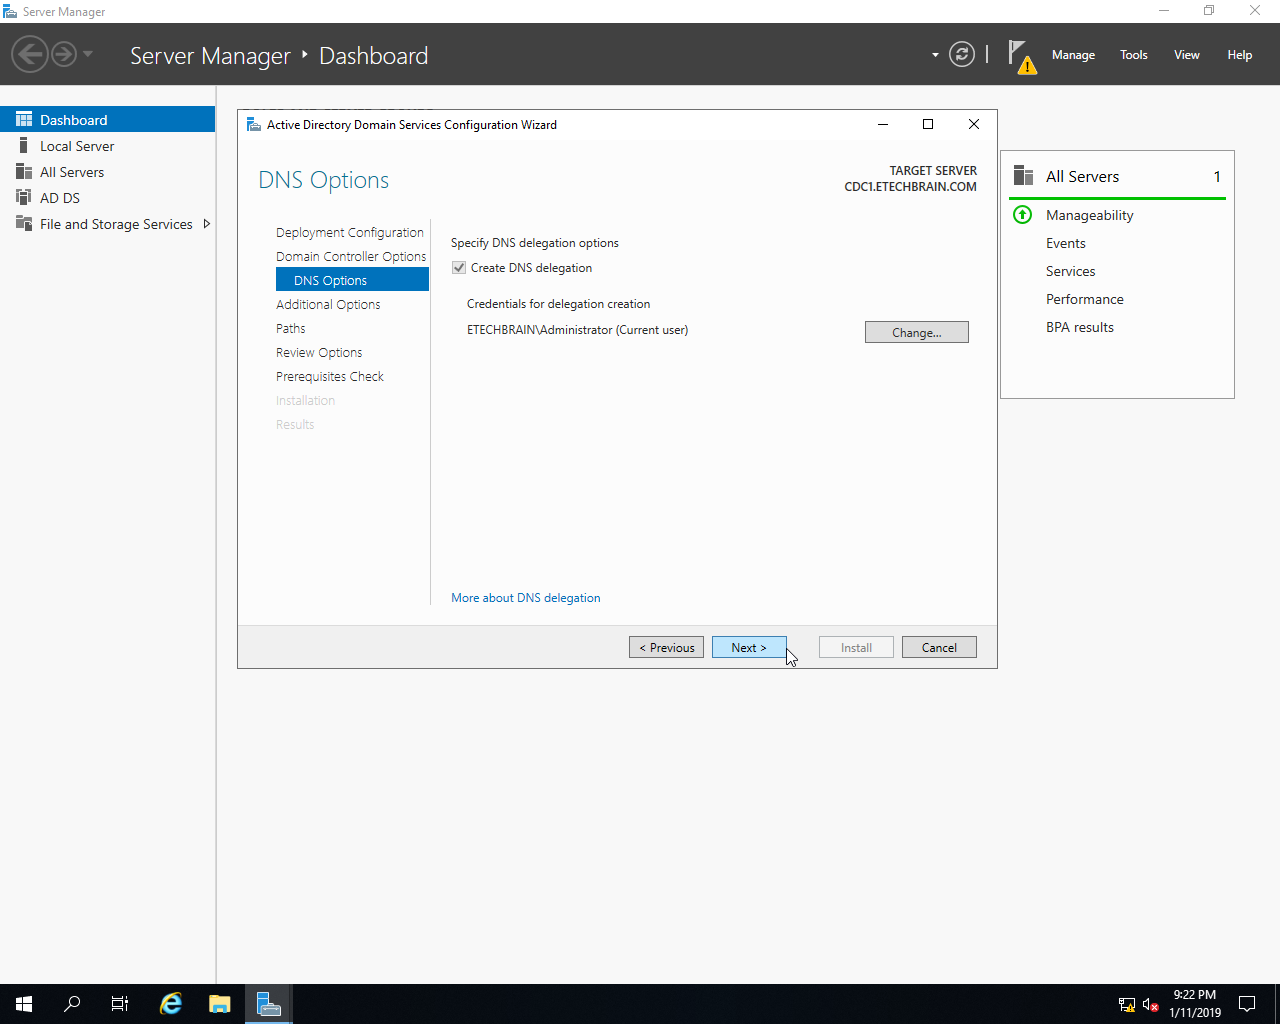 Server Manager
Server Manager ‣ Dashboard
Manage
Tools
View
Help
Dashboard
Local Server
All Servers
AD DS
File and Storage Services
Active Directory Domain Services Configuration Wizard
DNS Options
TARGET SERVER
CDC1.ETECHBRAIN.COM
Deployment Configuration
Domain Controller Options
DNS Options
Additional Options
Paths
Review Options
Prerequisites Check
Installation
Results
Specify DNS delegation options
Create DNS delegation
Credentials for delegation creation
ETECHBRAIN\Administrator (Current user)
Change...
More about DNS delegation
< Previous
Next >
Install
Cancel
All Servers 1
Manageability
Events
Services
Performance
BPA results
9:22 PM
1/11/2019